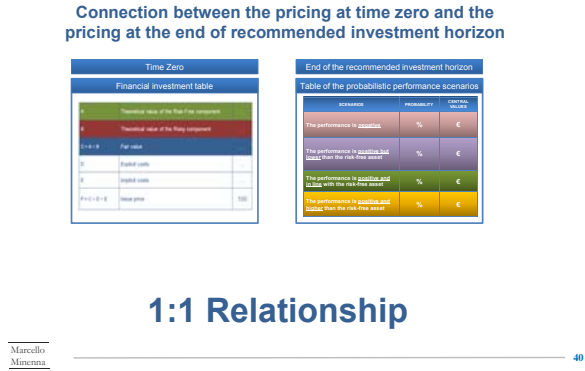 Connection between the pricing at time zero and the
pricing at the end of recommended investment horizon
Time Zero
Financial investment table
A Theoretical value of the Risk-Free component ...
B Theoretical value of the Risky component ...
C = A + B Fair value ...
D Explicit costs ...
E Implicit costs ...
F = C + D + E Issue price 100
End of the recommended investment horizon
Table of the probabilistic performance scenarios
SCENARIOS PROBABILITY CENTRAL
VALUES
The performance is negative % €
The performance is positive but
lower than the risk-free asset % €
The performance is positive and
in line with the risk-free asset % €
The performance is positive and
higher than the risk-free asset % €
1:1 Relationship
Marcello
Minenna
40